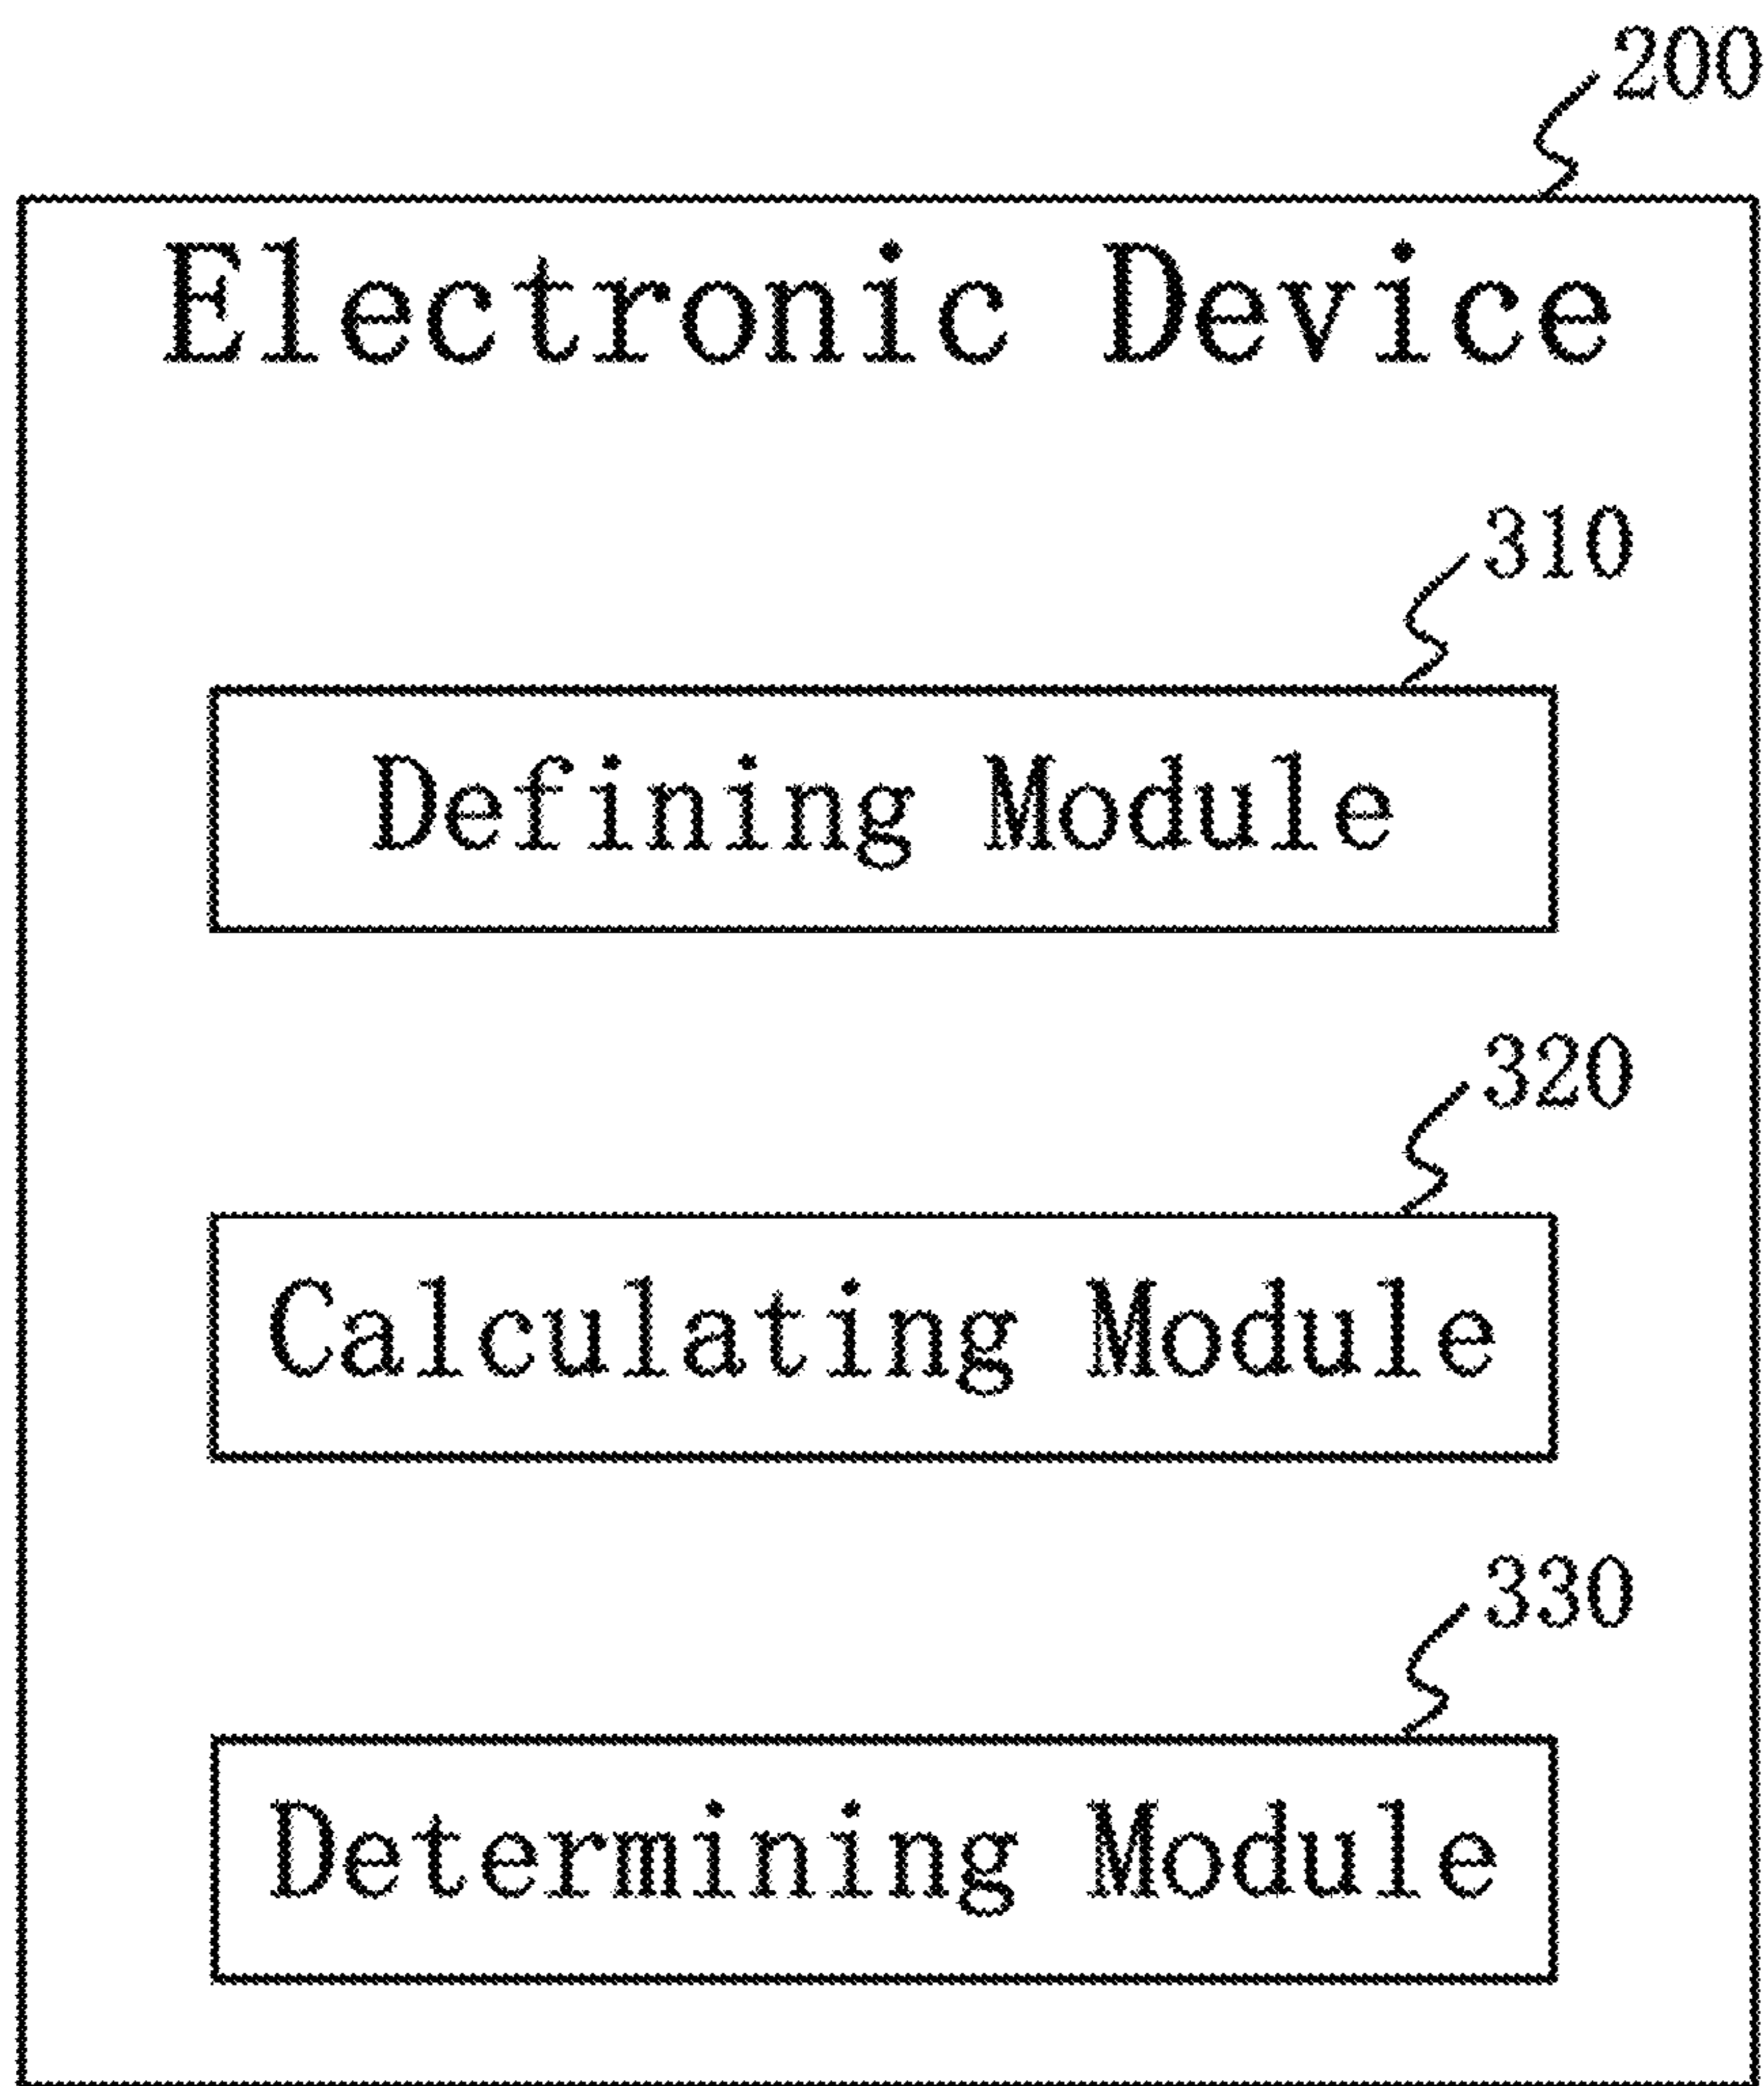 200
Electronic Device
310
Defining Module
320
Calculating Module
330
Determining Module